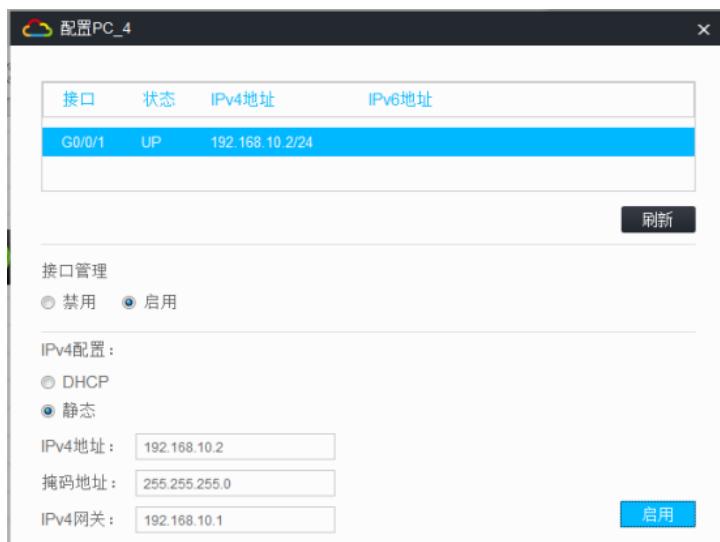 配置PC_4
接口 状态 IPv4地址 IPv6地址
G0/0/1 UP 192.168.10.2/24
刷新
接口管理
禁用 启用
IPv4配置：
DHCP
静态
IPv4地址： 192.168.10.2
掩码地址： 255.255.255.0
IPv4网关： 192.168.10.1
启用